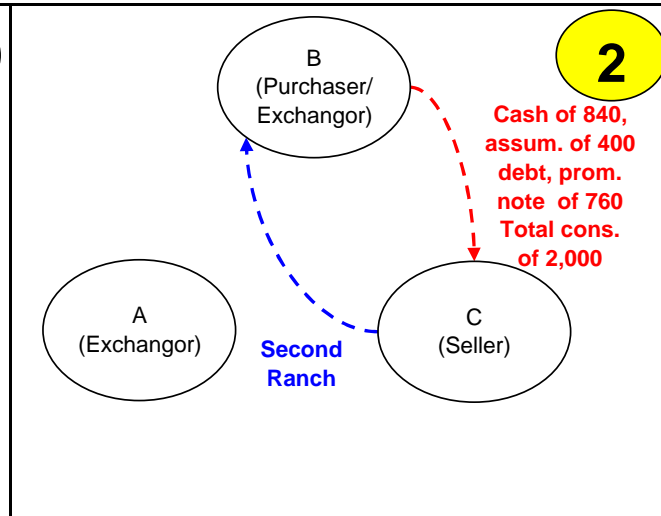 B
(Purchaser/
Exchangor)
2
Cash of 840,
assum. of 400
debt, prom.
note of 760
Total cons.
of 2,000
A
(Exchangor)
Second
Ranch
C
(Seller)